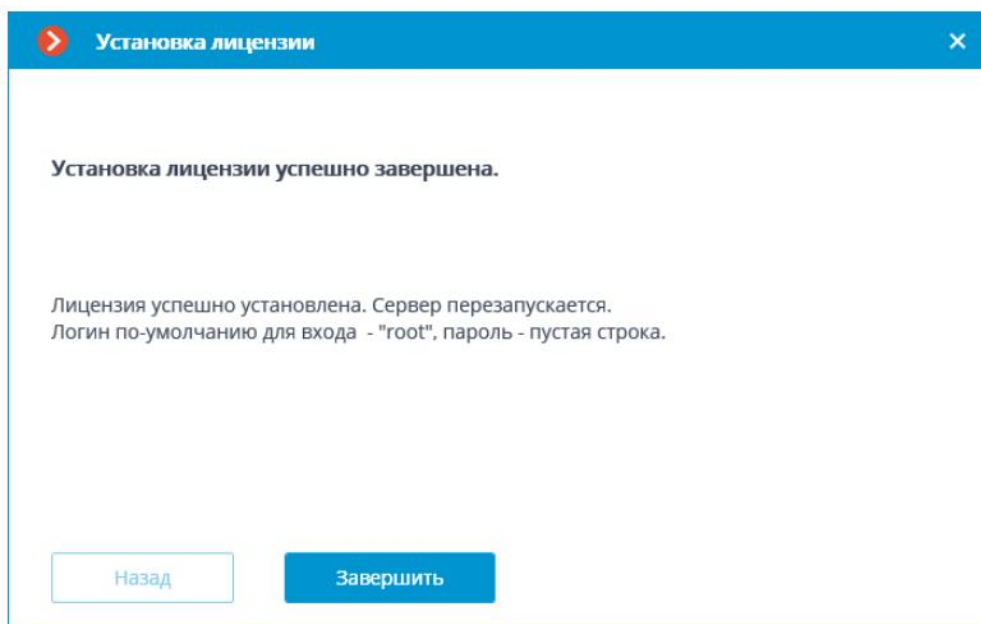 Установка лицензии
Установка лицензии успешно завершена.
Лицензия успешно установлена. Сервер перезапускается.
Логин по-умолчанию для входа - "root", пароль - пустая строка.
Назад
Завершить